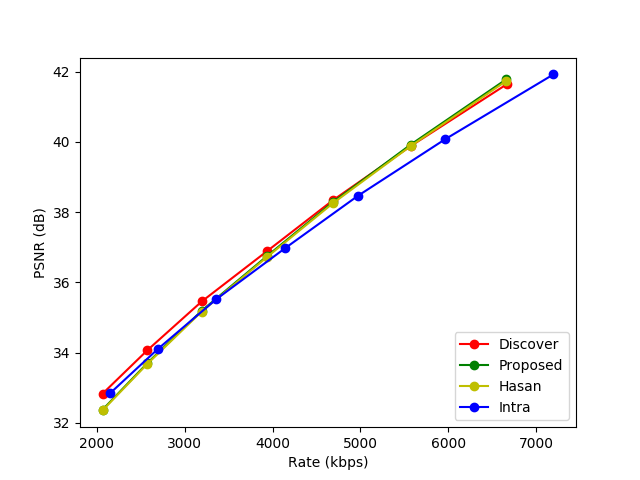 42
40
38
36
34
32
PSNR (dB)
2000 3000 4000 5000 6000 7000
Rate (kbps)
Discover
Proposed
Hasan
Intra